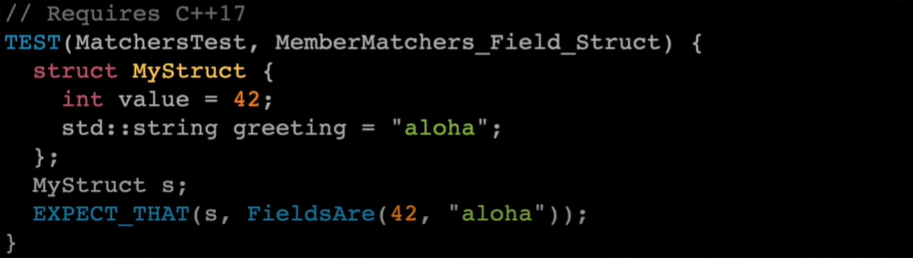 // Requires C++17
TEST(MatchersTest, MemberMatchers_Field_Struct) {
  struct MyStruct {
    int value = 42;
    std::string greeting = "aloha";
  };
  MyStruct s;
  EXPECT_THAT(s, FieldsAre(42, "aloha"));
}